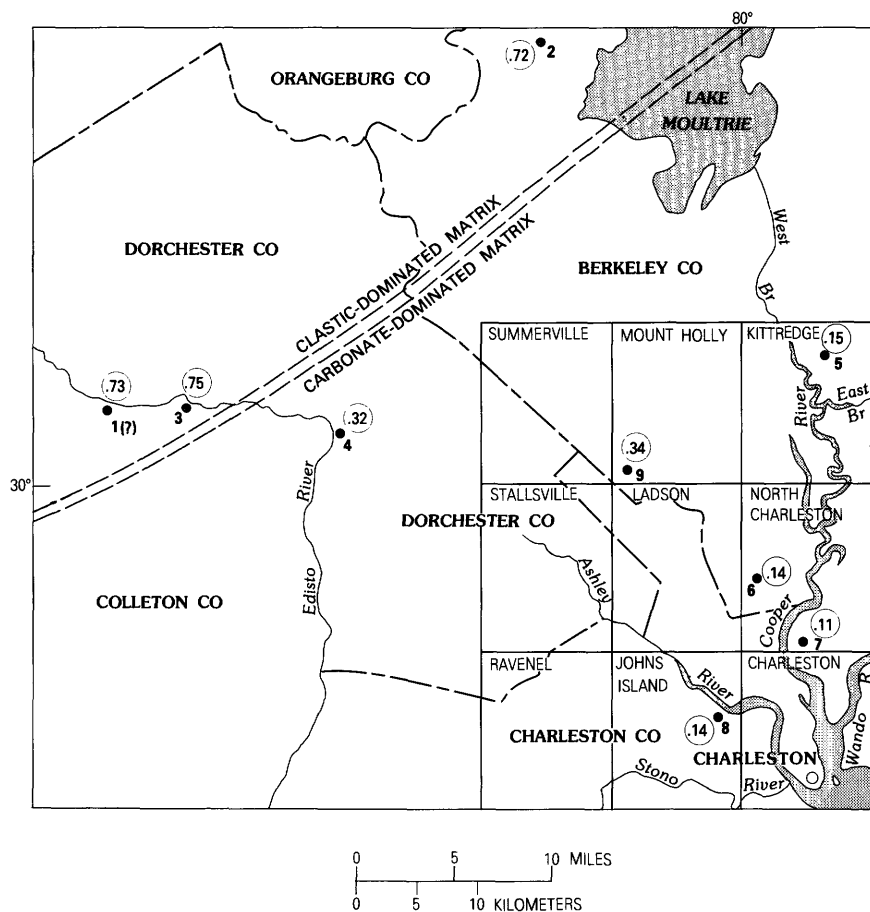 80°
ORANGEBURG CO
.72
2
LAKE
MOULTRIE
DORCHESTER CO
CLASTIC-DOMINATED MATRIX
CARBONATE-DOMINATED MATRIX
BERKELEY CO
West
Br
SUMMERVILLE
MOUNT HOLLY
KITTREDGE
.15
5
River
East
Br
.73
1(?)
.75
3
.32
4
.34
9
30°
STALLSVILLE
LADSON
NORTH
CHARLESTON
River
Edisto
DORCHESTER CO
Ashley
COLLETON CO
6
.14
Cooper
.11
7
RAVENEL
JOHNS
ISLAND
CHARLESTON
River
R
Wando
CHARLESTON CO
.14
8
CHARLESTON
Stono
River
0 5 10 MILES
0 5 10 KILOMETERS